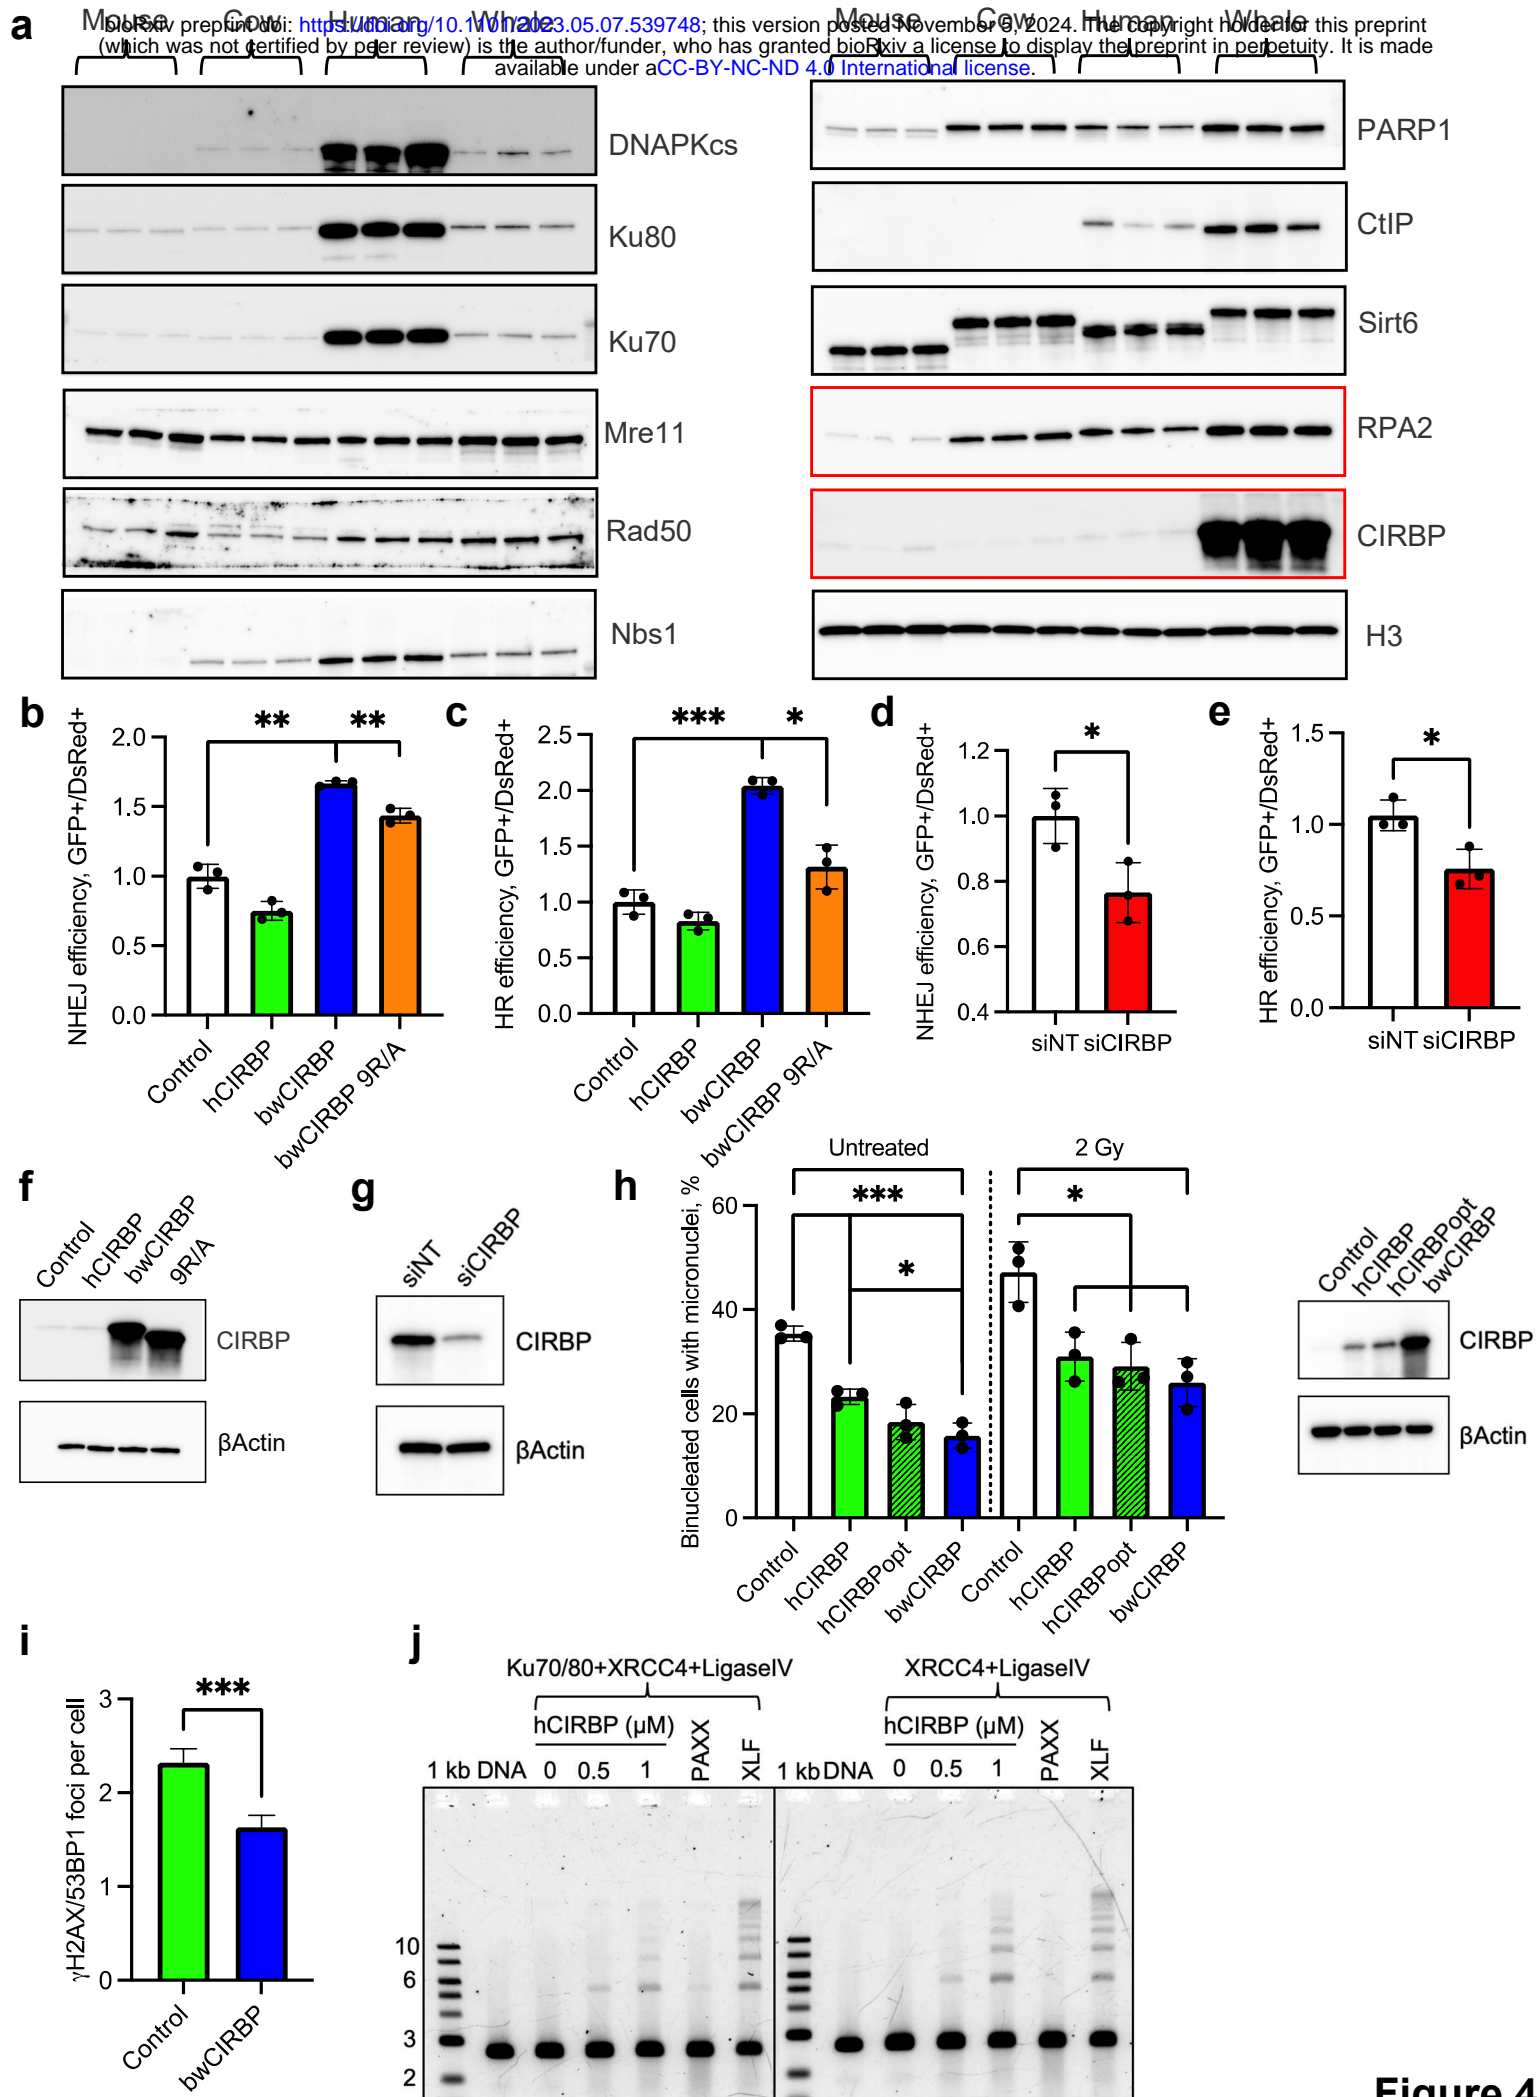 a
Mouse Cow Human Whale Mouse Cow Human Whale
bioRxiv preprint doi: https://doi.org/10.1101/2023.05.07.539748; this version posted November 5, 2024. The copyright holder for this preprint
(which was not certified by peer review) is the author/funder, who has granted bioRxiv a license to display the preprint in perpetuity. It is made
available under aCC-BY-NC-ND 4.0 International license.
DNAPKcs
Ku80
Ku70
Mre11
Rad50
Nbs1
PARP1
CtIP
Sirt6
RPA2
CIRBP
H3
b
NHEJ efficiency, GFP+/DsRed+
2.0
1.5
1.0
0.5
0.0
** **
Control
hCIRBP
bwCIRBP
bwCIRBP 9R/A
c
HR efficiency, GFP+/DsRed+
2.5
2.0
1.5
1.0
0.5
0.0
*** *
Control
hCIRBP
bwCIRBP
bwCIRBP 9R/A
d
NHEJ efficiency, GFP+/DsRed+
1.2
1.0
0.8
0.6
0.4
*
siNT siCIRBP
e
HR efficiency, GFP+/DsRed+
1.5
1.0
0.5
0.0
*
siNT siCIRBP
f
Control
hCIRBP
bwCIRBP
9R/A
CIRBP
βActin
g
siNT
siCIRBP
CIRBP
βActin
h
Binucleated cells with micronuclei, %
60
40
20
0
Untreated 2 Gy
*** *
*
Control
hCIRBP
hCIRBPopt
bwCIRBP
Control
hCIRBP
hCIRBPopt
bwCIRBP
Control
hCIRBP
hCIRBPopt
bwCIRBP
CIRBP
βActin
i
γH2AX/53BP1 foci per cell
3
2
1
0
***
Control
bwCIRBP
j
Ku70/80+XRCC4+LigaseIV XRCC4+LigaseIV
hCIRBP (µM) PAXX XLF hCIRBP (µM) PAXX XLF
1 kb DNA 0 0.5 1 1 kb DNA 0 0.5 1
10
6
3
2
Figure 4